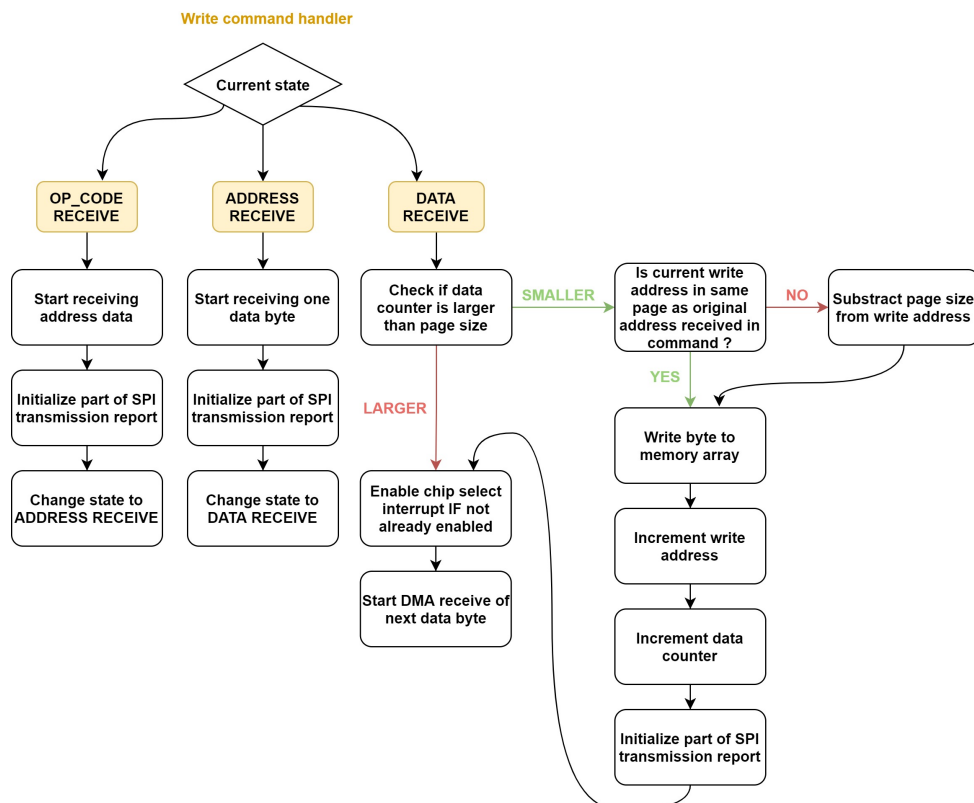 Write command handler
Current state
OP_CODE
RECEIVE
ADDRESS
RECEIVE
DATA
RECEIVE
Start receiving
address data
Start receiving one
data byte
Check if data
counter is larger
than page size
SMALLER
Is current write
address in same
page as original
address received in
command ?
NO
Substract page size
from write address
YES
LARGER
Initialize part of SPI
transmission report
Initialize part of SPI
transmission report
Write byte to
memory array
Change state to
ADDRESS RECEIVE
Change state to
DATA RECEIVE
Enable chip select
interrupt IF not
already enabled
Increment write
address
Start DMA receive of
next data byte
Increment data
counter
Initialize part of SPI
transmission report